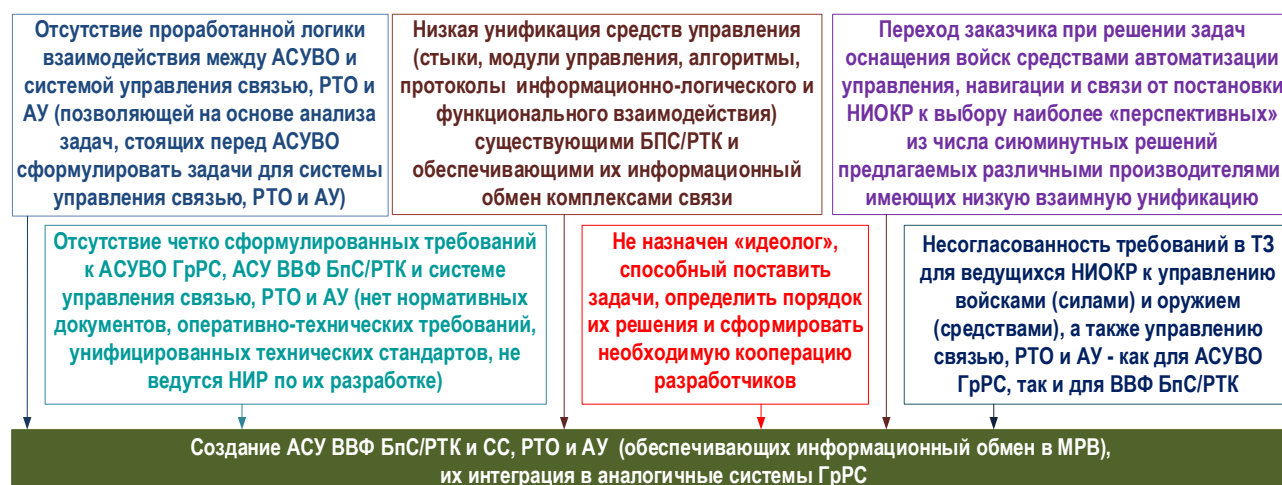 Отсутствие проработанной логики
взаимодействия между АСУВО и
системой управления связью, РТО и
АУ (позволяющей на основе анализа
задач, стоящих перед АСУВО
сформулировать задачи для системы
управления связью, РТО и АУ)
Низкая унификация средств управления
(стыки, модули управления, алгоритмы,
протоколы информационно-логического и
функционального взаимодействия)
существующими БПС/РТК и
обеспечивающими их информационный
обмен комплексами связи
Переход заказчика при решении задач
оснащения войск средствами автоматизации
управления, навигации и связи от постановки
НИОКР к выбору наиболее «перспективных»
из числа сиюминутных решений
предлагаемых различными производителями
имеющих низкую взаимную унификацию
Отсутствие четко сформулированных требований
к АСУВО ГрРС, АСУ ВВФ БпС/РТК и системе
управления связью, РТО и АУ (нет нормативных
документов, оперативно-технических требований,
унифицированных технических стандартов, не
ведутся НИР по их разработке)
Не назначен «идеолог»,
способный поставить
задачи, определить порядок
их решения и сформировать
необходимую кооперацию
разработчиков
Несогласованность требований в ТЗ
для ведущихся НИОКР к управлению
войсками (силами) и оружием
(средствами), а также управлению
связью, РТО и АУ - как для АСУВО
ГрРС, так и для ВВФ БпС/РТК
Создание АСУ ВВФ БпС/РТК и СС, РТО и АУ (обеспечивающих информационный обмен в МРВ),
их интеграция в аналогичные системы ГрРС